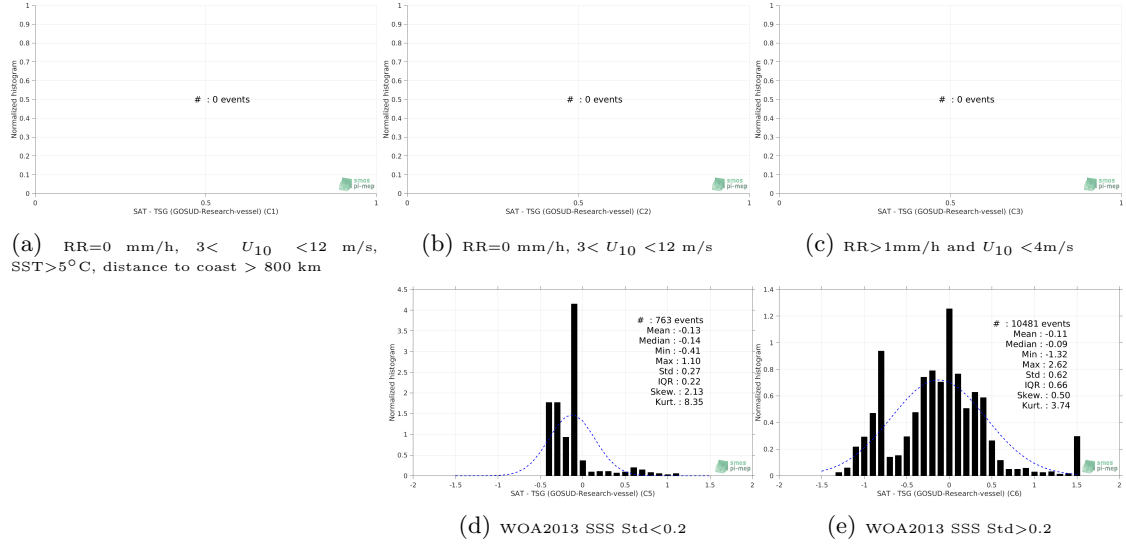 1
0.9
0.8
0.7
0.6
0.5
0.4
0.3
0.2
0.1
0
Normalized histogram
# : 0 events
smos
pi-mep
0 0.5 1
SAT - TSG (GOSUD-Research-vessel) (C1)
(a) RR=0 mm/h, 3< U10 <12 m/s,
SST>5°C, distance to coast > 800 km
1
0.9
0.8
0.7
0.6
0.5
0.4
0.3
0.2
0.1
0
Normalized histogram
# : 0 events
smos
pi-mep
0 0.5 1
SAT - TSG (GOSUD-Research-vessel) (C2)
(b) RR=0 mm/h, 3< U10 <12 m/s
1
0.9
0.8
0.7
0.6
0.5
0.4
0.3
0.2
0.1
0
Normalized histogram
# : 0 events
smos
pi-mep
0 0.5 1
SAT - TSG (GOSUD-Research-vessel) (C3)
(c) RR>1mm/h and U10 <4m/s
4.5
4
3.5
3
2.5
2
1.5
1
0.5
0
Normalized histogram
# : 763 events
Mean : -0.13
Median : -0.14
Min : -0.41
Max : 1.10
Std : 0.27
IQR : 0.22
Skew. : 2.13
Kurt. : 8.35
smos
pi-mep
-2 -1.5 -1 -0.5 0 0.5 1 1.5 2
SAT - TSG (GOSUD-Research-vessel) (C5)
(d) WOA2013 SSS Std<0.2
1.4
1.2
1
0.8
0.6
0.4
0.2
0
Normalized histogram
# : 10481 events
Mean : -0.11
Median : -0.09
Min : -1.32
Max : 2.62
Std : 0.62
IQR : 0.66
Skew. : 0.50
Kurt. : 3.74
smos
pi-mep
-2 -1.5 -1 -0.5 0 0.5 1 1.5 2
SAT - TSG (GOSUD-Research-vessel) (C6)
(e) WOA2013 SSS Std>0.2